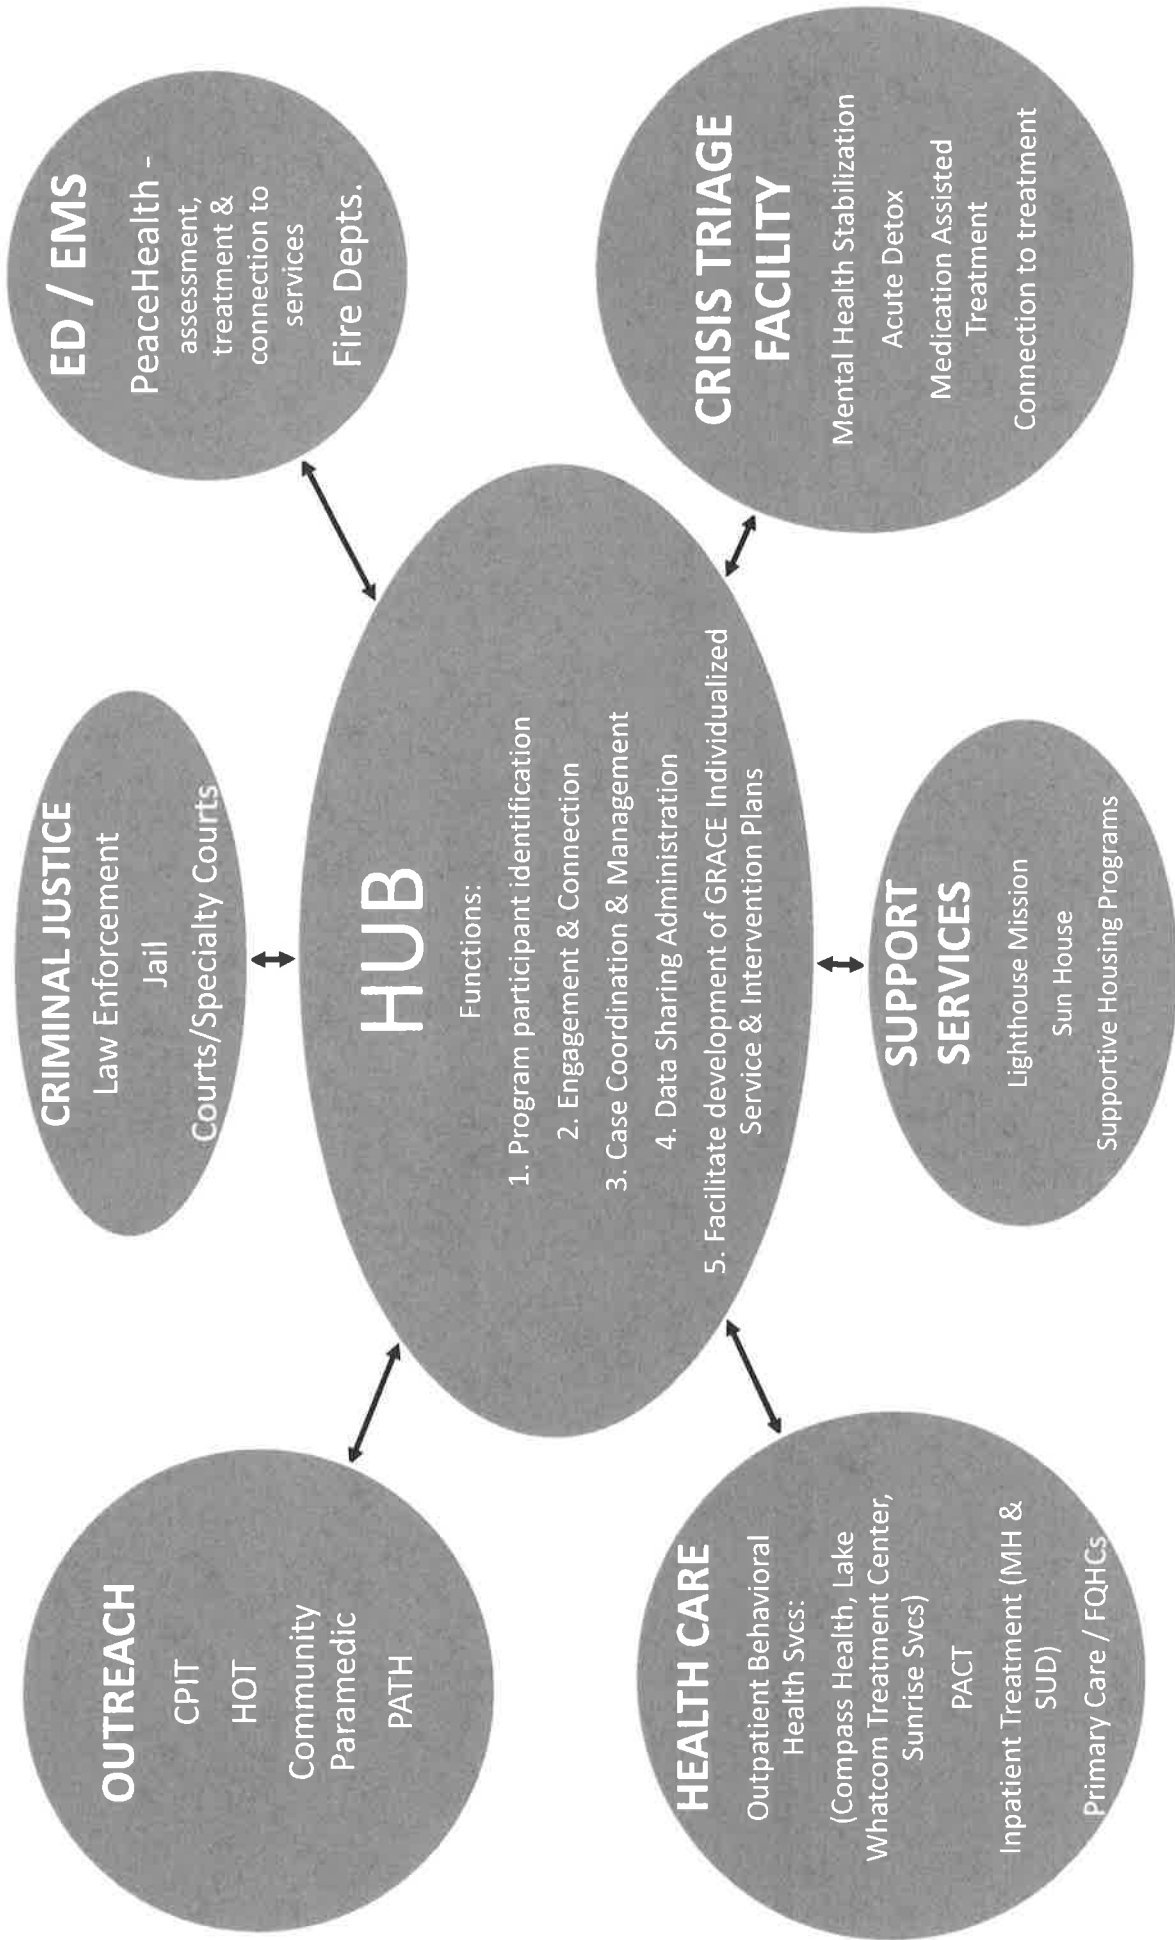 OUTREACH
CPIT
HOT
Community
Paramedic
PATH
CRIMINAL JUSTICE
Law Enforcement
Jail
Courts/Specialty Courts
ED / EMS
PeaceHealth -
assessment,
treatment &
connection to
services
Fire Depts.
HUB
Functions:
1. Program participant identification
2. Engagement & Connection
3. Case Coordination & Management
4. Data Sharing Administration
5. Facilitate development of GRACE Individualized
Service & Intervention Plans
HEALTH CARE
Outpatient Behavioral
Health Svcs:
(Compass Health, Lake
Whatcom Treatment Center,
Sunrise Svcs)
PACT
Inpatient Treatment (MH &
SUD)
Primary Care / FQHCs
SUPPORT
SERVICES
Lighthouse Mission
Sun House
Supportive Housing Programs
CRISIS TRIAGE
FACILITY
Mental Health Stabilization
Acute Detox
Medication Assisted
Treatment
Connection to treatment